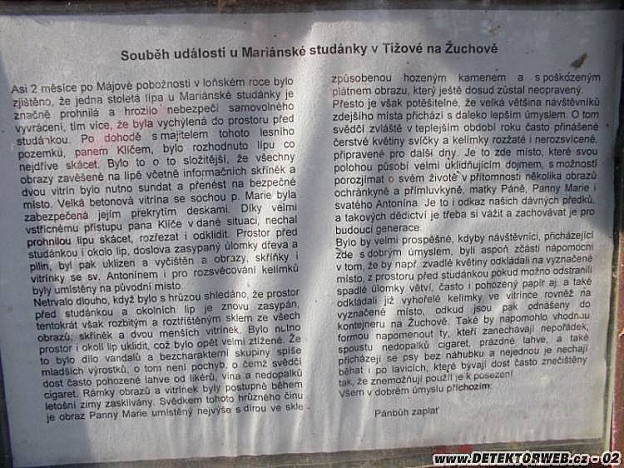 Souběh událostí u Mariánské studánky v Tižové na Žuchově
Asi 2 měsíce po Májové pobožnosti v loňském roce bylo
zjištěno, že jedna stoletá lípa u Mariánské studánky je
značně prohnilá a hrozilo nebezpečí samovolného
vyvrácení, tím více, že byla vychýlená do prostoru před
studánkou. Po dohodě s majitelem tohoto lesního
pozemku, panem Klíčem, bylo rozhodnuto lípu co
nejdříve skácet. Bylo to o to složitější, že všechny
obrazy zavěšené na lípě včetně informačních skříněk a
dvou vitrin bylo nutno sundat a přenést na bezpečné
místo. Velká betonová vitrína se sochou p. Marie byla
zabezpečená jejím překrytím deskami. Díky velmi
vstřícnému přístupu pana Klíče v dané situaci, nechal
prohnilou lípu skácet, rozřezat i odklidit. Prostor před
studánkou i okolo lip, doslova zasypaný úlomky dřeva a
pilin, byl pak uklizen a vyčištěn a obrazy, skříňky i
vitrínky se sv. Antonínem i pro rozsvěcování kelímků
byly umístěny na původní místo.
Netrvalo dlouho, když bylo s hrůzou shledáno, že prostor
před studánkou a okolních lip je znovu zasypán,
tentokrát však rozbitým a roztříštěným sklem ze všech
obrazů, skříněk a dvou menších vitrínek. Bylo nutno
prostor i okolí lip uklidit, což bylo opět velmi ztížené. Že
to bylo dílo vandalů a bezcharakterní skupiny spíše
mladších výrostků, o tom není pochyb, o čemž svědčí
dost často pohozené lahve od likérů, vína a nedopalků
cigaret. Rámky obrazů a vitrínek byly postupně během
letošní zimy zasklívány. Svědkem tohoto hrůzného činu
je obraz Panny Marie umístěný nejvýše s dírou ve skle
způsobenou hozeným kamenem a s poškozeným
plátnem obrazu, který ještě dosud zůstal neopravený.
Přesto je však potěšitelné, že velká většina návštěvníků
zdejšího místa přichází s daleko lepším úmyslem. O tom
svědčí zvláště v teplejším období roku často přinášené
čerstvé květiny svíčky a kelímky rozžaté i nerozsvícené,
připravené pro další dny. Je to zde místo, které svou
polohou působí velmi uklidňujícím dojmem, s možností
porozjímat o svém životě v přítomnosti několika obrazů
ochránkyně a přímluvkyně, matky Páně, Panny Marie i
svatého Antonína. Je to i odkaz našich dávných předků,
a takových dědictví je třeba si vážit a zachovávat je pro
budoucí generace.
Bylo by velmi prospěšné, kdyby návštěvníci, přicházející
zde s dobrým úmyslem, byli aspoň zčásti nápomocni
v tom, že by např. zvadlé květiny odkládali na vyznačené
místo, z prostoru před studánkou pokud možno odstranili
spadlé úlomky větví, často i pohozený papír aj. a také
odkládali již vyhořelé kelímky ve vitrínce rovněž na
vyznačené místo, odkud jsou pak odnášeny do
kontejneru na Žuchově. Také by napomohlo vhodnou
formou napomenout ty, kteří zanechávají nepořádek,
spoustu nedopalků cigaret, prázdné lahve, a také
přicházejí se psy bez náhubku a nejednou je nechají
běhat i po lavicích, které bývají dost často znečištěny
tak, že znemožňují použít je k posezení
Všem v dobrém úmyslu příchozím.
Pánbůh zaplať
www.DETEKTORWEB.cz - 02